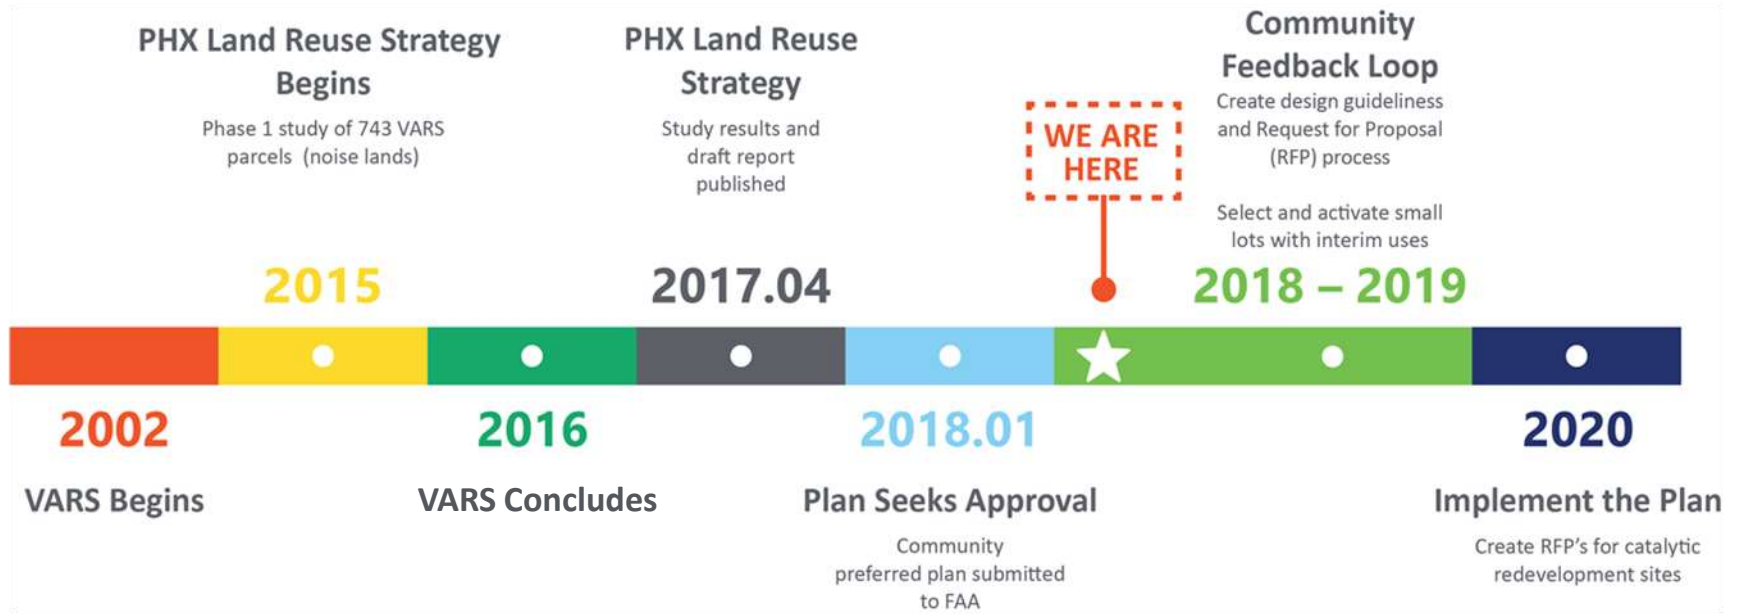 PHX Land Reuse Strategy
Begins
Phase 1 study of 743 VARS
parcels (noise lands)
2015
PHX Land Reuse
Strategy
Study results and
draft report
published
2017.04
WE ARE
HERE
Community
Feedback Loop
Create design guideliness
and Request for Proposal
(RFP) process
Select and activate small
lots with interim uses
2018 – 2019
2002
VARS Begins
2016
VARS Concludes
2018.01
Plan Seeks Approval
Community
preferred plan submitted
to FAA
2020
Implement the Plan
Create RFP's for catalytic
redevelopment sites